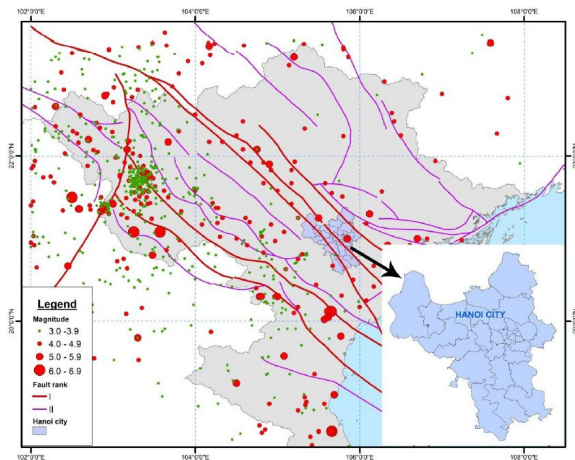 102°0'0"E 104°0'0"E 106°0'0"E 108°0'0"E
22°0'N
20°0'N
HANOI CITY
Legend
Magnitude
3.0 -3.9
4.0 - 4.9
5.0 - 5.9
6.0 - 6.9
Fault rank
I
II
Hanoi city
102°0'0"E 104°0'0"E 106°0'0"E 108°0'0"E